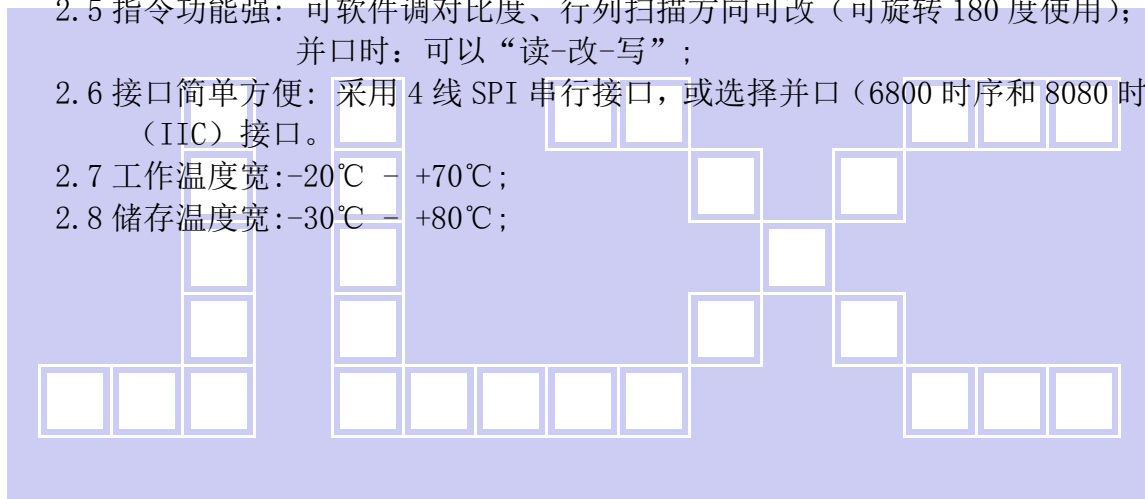 2.5 指令功能强: 可软件调对比度、行列扫描方向可改（可旋转 180 度使用）;
并口时: 可以“读-改-写”;
2.6 接口简单方便: 采用 4 线 SPI 串行接口, 或选择并口（6800 时序和 8080 时
（IIC）接口。
2.7 工作温度宽:-20℃ - +70℃;
2.8 储存温度宽:-30℃ - +80℃;